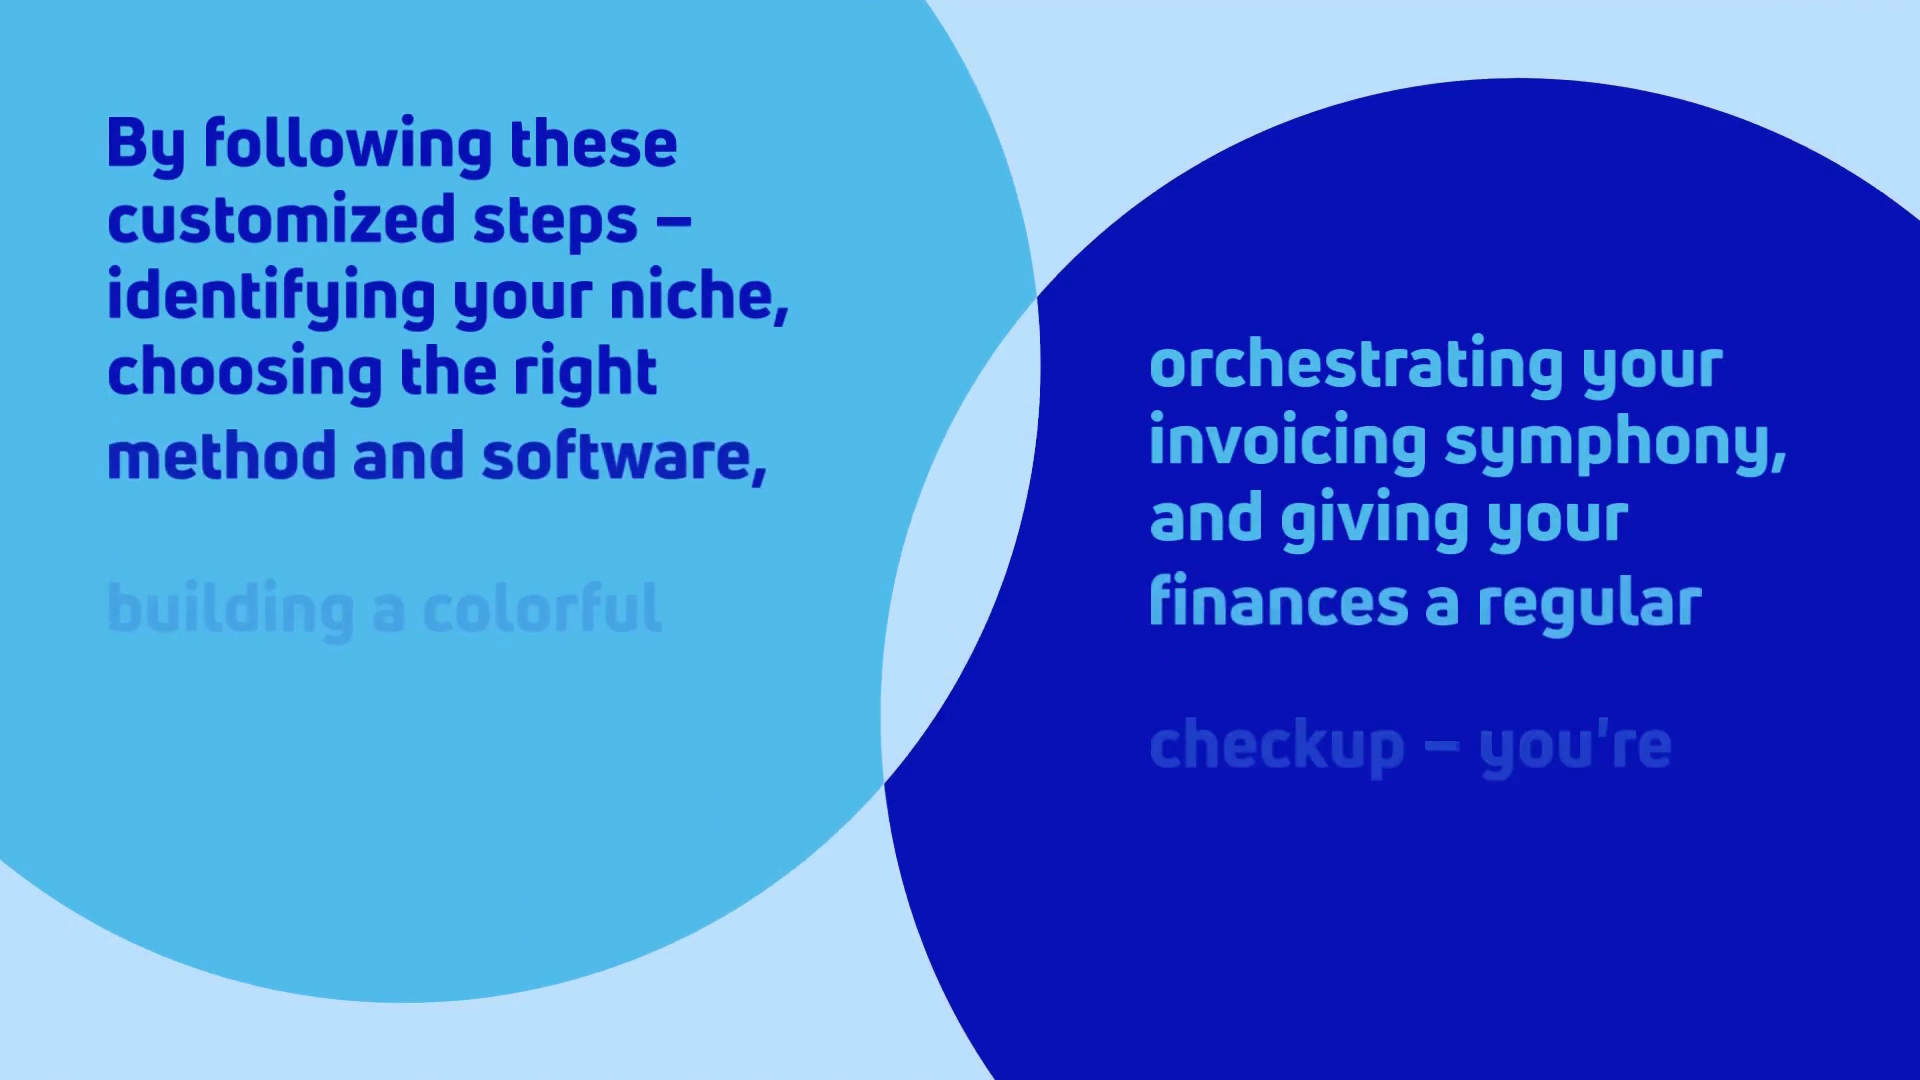 By following these
customized steps –
identifying your niche,
choosing the right
method and software,
building a colorful
orchestrating your
invoicing symphony,
and giving your
finances a regular
checkup – you're